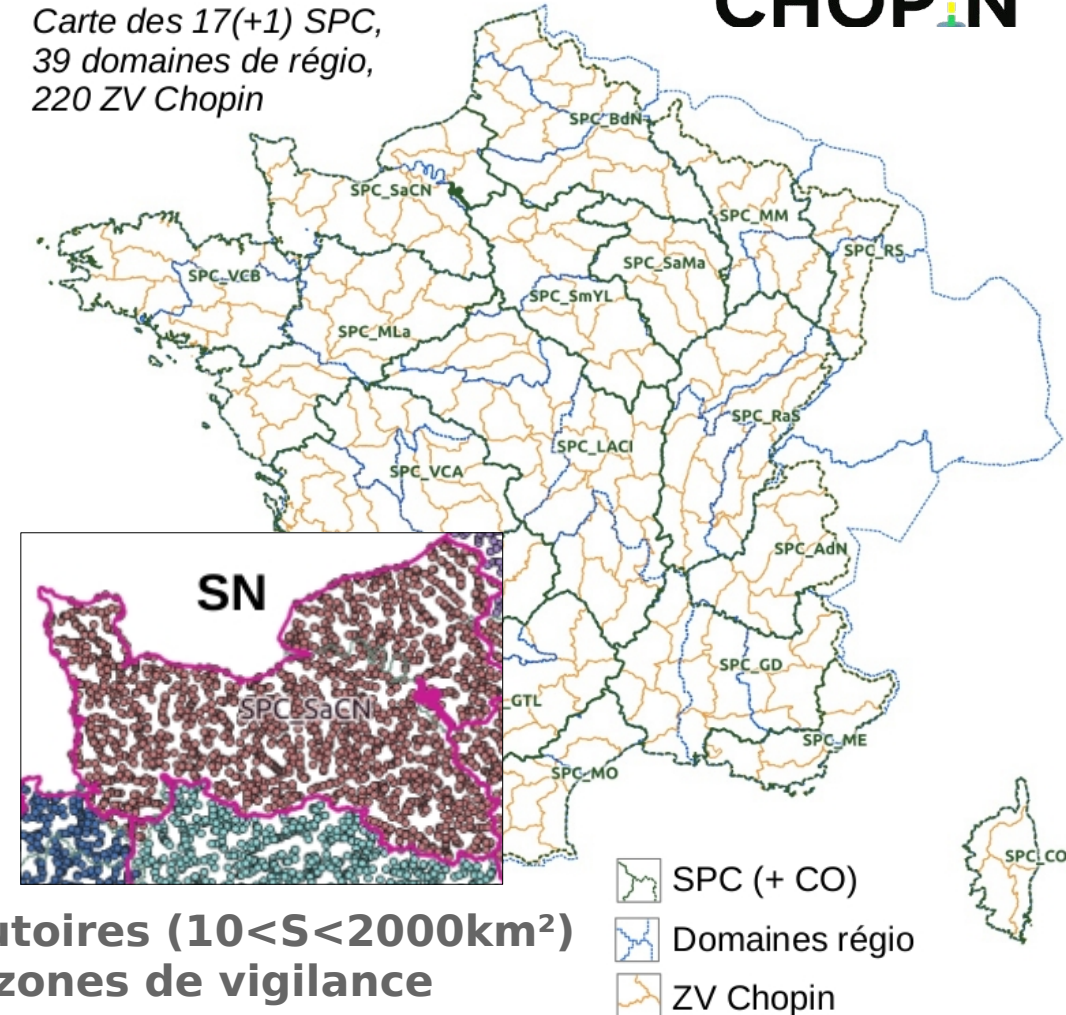 Carte des 17(+1) SPC,
39 domaines de régio,
220 ZV Chopin
CHOPIN
SPC_BdN
SPC_SaCN
SPC_MM
SPC_RS
SPC_SaMa
SPC_VCB
SPC_SmYL
SPC_MLa
SPC_RaS
SPC_LACI
SPC_VCA
SPC_AdN
SN
SPC_SaCN
SPC_GD
_GTL
SPC_ME
SPC_MO
SPC_CO
SPC (+ CO)
utoires (10<S<2000km²)
Domaines régio
zones de vigilance
ZV Chopin